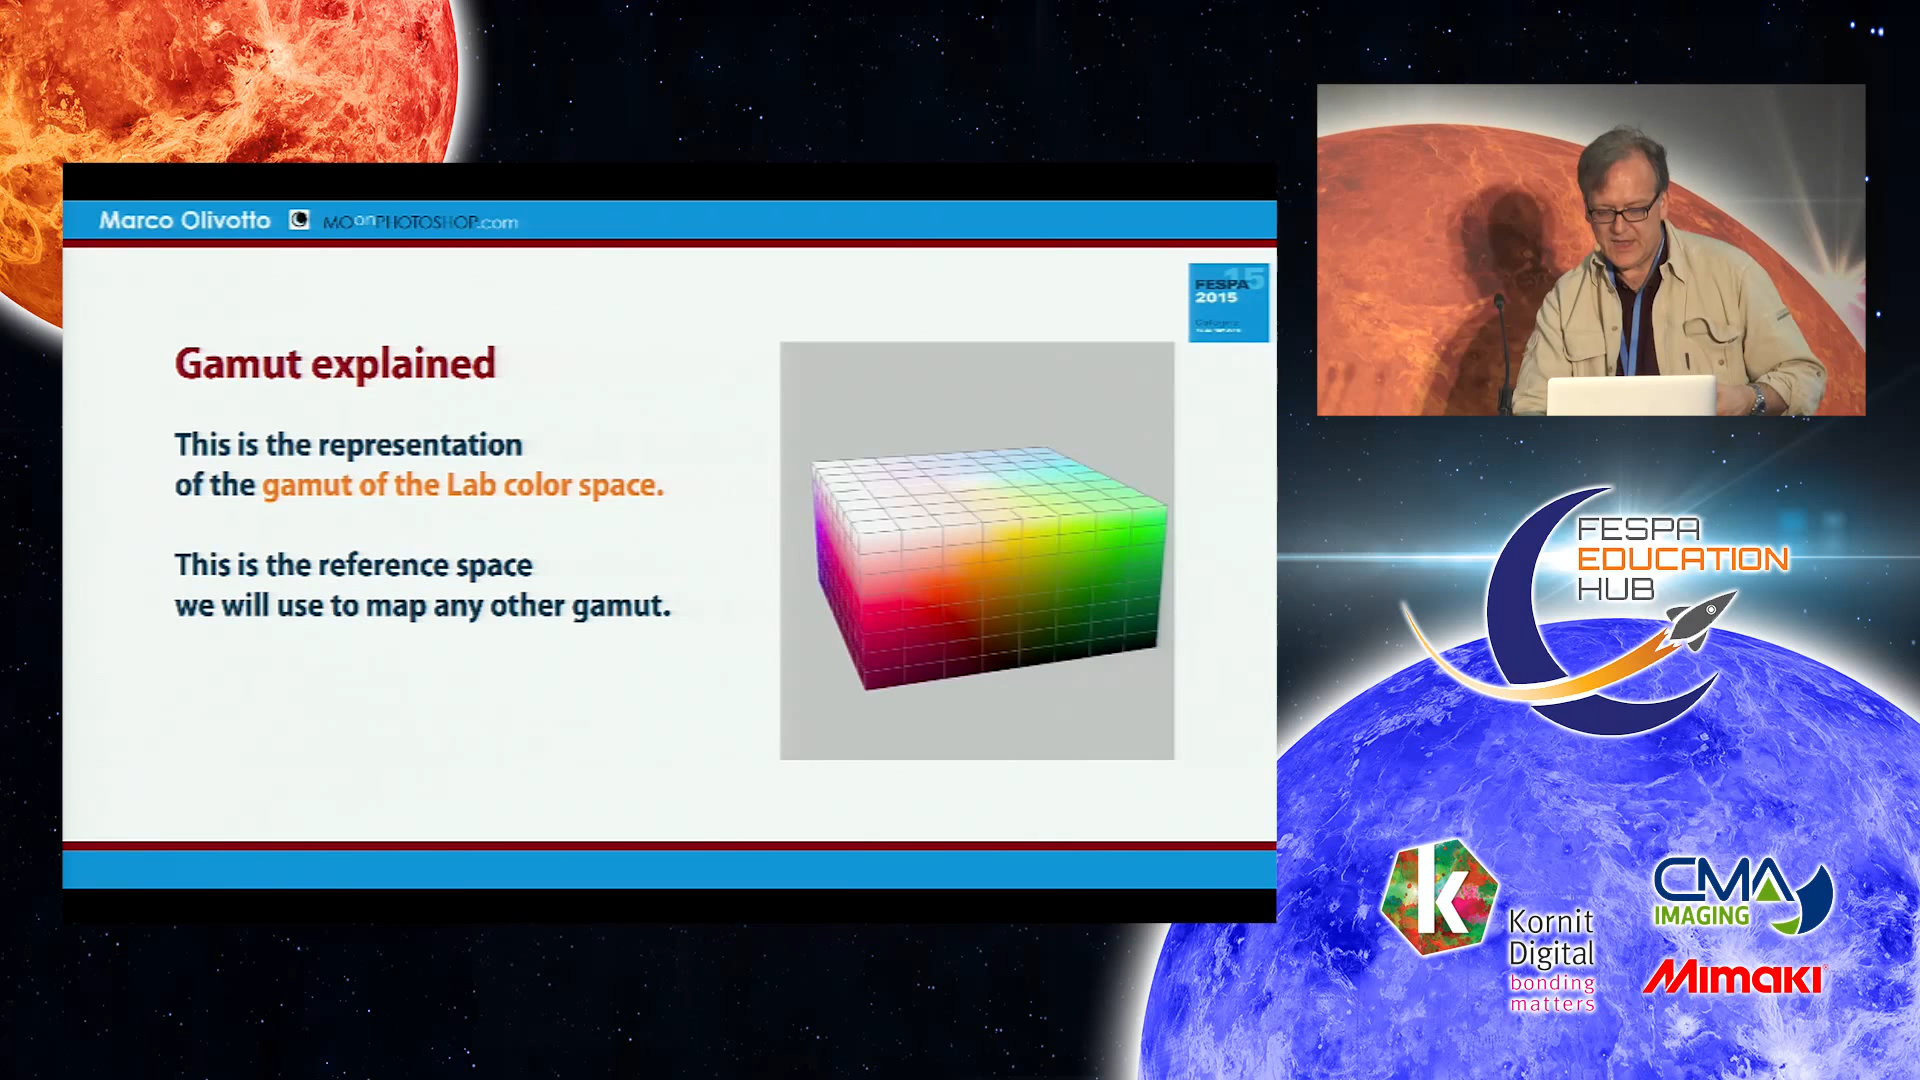 Marco Olivotto
MOonPHOTOSHOP.com
15
FESPA
2015
Gamut explained
This is the representation
of the gamut of the Lab color space.
This is the reference space
we will use to map any other gamut.
FESPA
EDUCATION
HUB
k
Kornit
Digital
bonding
matters
CMA
IMAGING
Mimaki